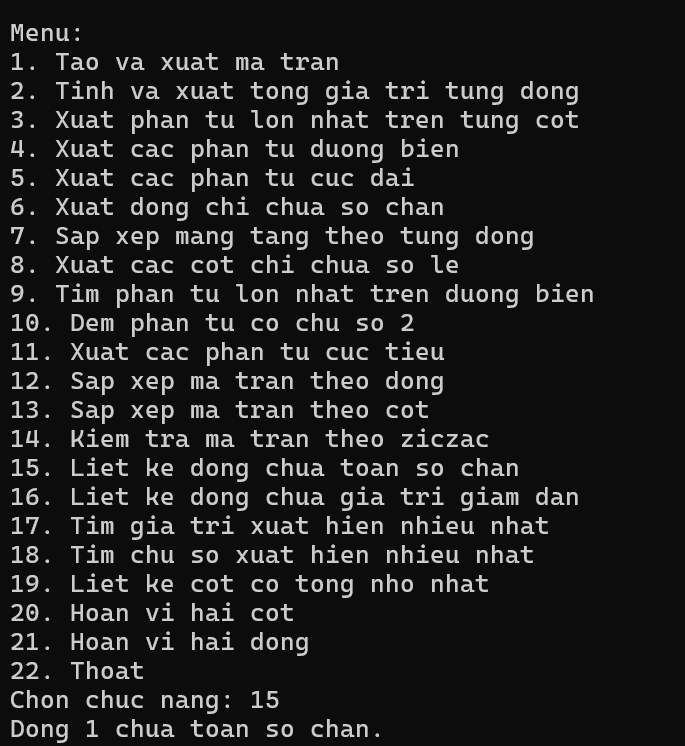 Menu:
1. Tao va xuat ma tran
2. Tinh va xuat tong gia tri tung dong
3. Xuat phan tu lon nhat tren tung cot
4. Xuat cac phan tu duong bien
5. Xuat cac phan tu cuc dai
6. Xuat dong chi chua so chan
7. Sap xep mang tang theo tung dong
8. Xuat cac cot chi chua so le
9. Tim phan tu lon nhat tren duong bien
10. Dem phan tu co chu so 2
11. Xuat cac phan tu cuc tieu
12. Sap xep ma tran theo dong
13. Sap xep ma tran theo cot
14. Kiem tra ma tran theo ziczac
15. Liet ke dong chua toan so chan
16. Liet ke dong chua gia tri giam dan
17. Tim gia tri xuat hien nhieu nhat
18. Tim chu so xuat hien nhieu nhat
19. Liet ke cot co tong nho nhat
20. Hoan vi hai cot
21. Hoan vi hai dong
22. Thoat
Chon chuc nang: 15
Dong 1 chua toan so chan.